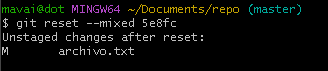 mavai@dot MINGW64 ~/Documents/repo (master)
$ git reset --mixed 5e8fc
Unstaged changes after reset:
M       archivo.txt